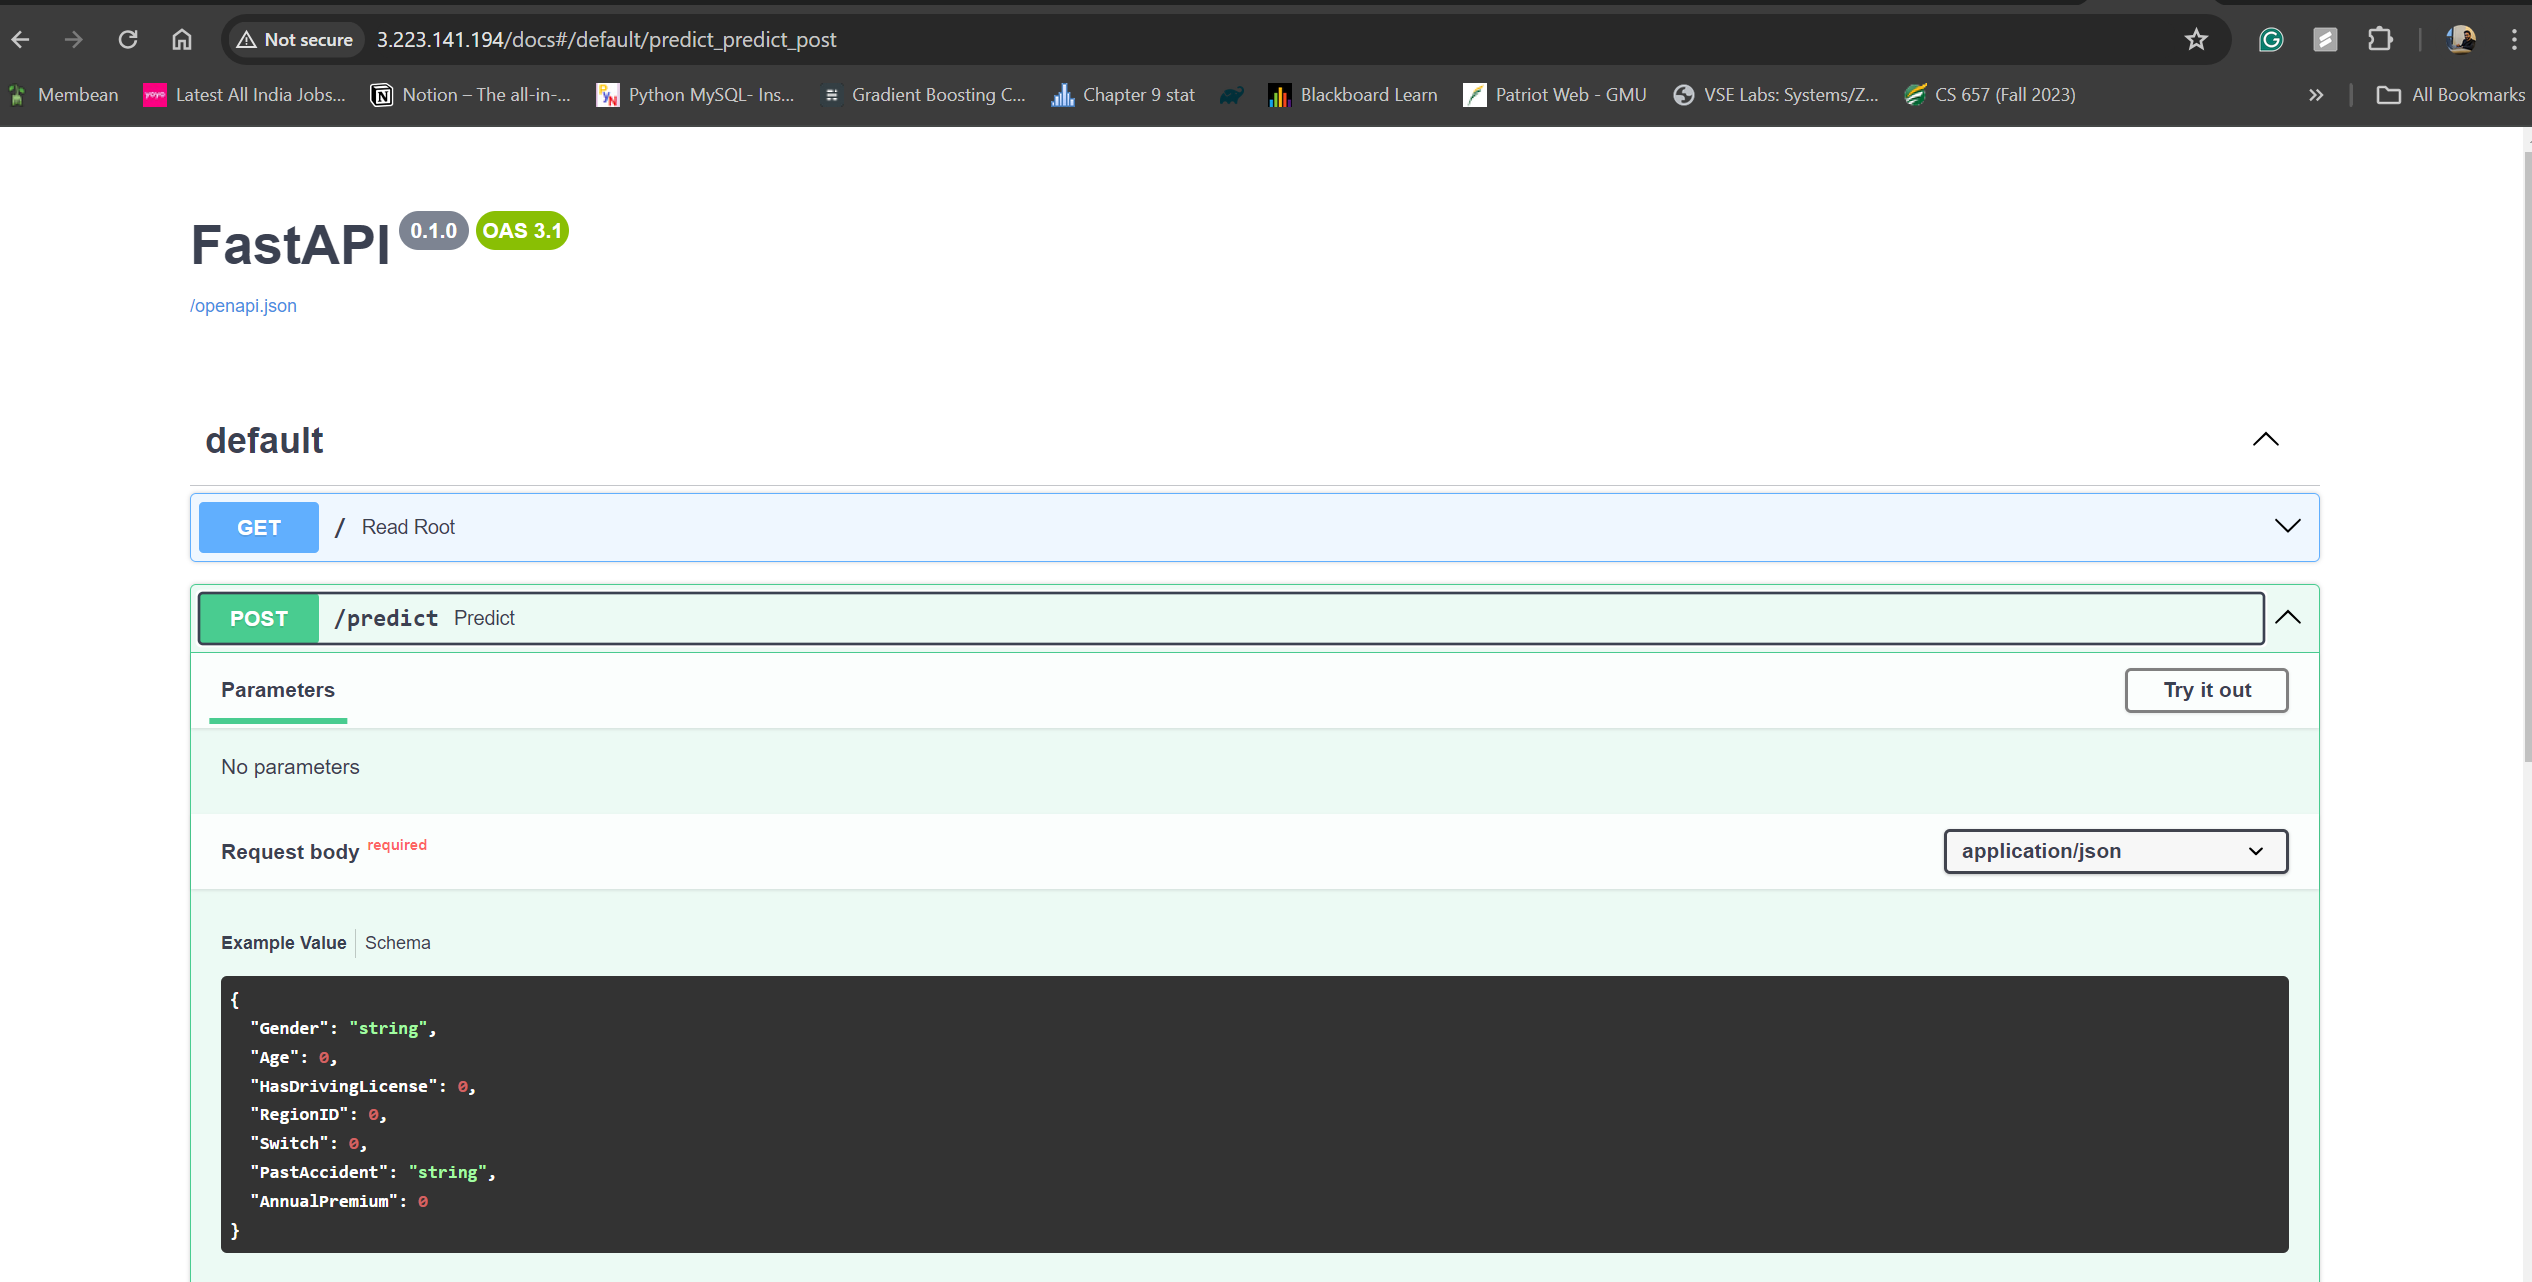 Not secure 3.223.141.194/docs#/default/predict_predict_post
Membean yoyo Latest All India Jobs... Notion – The all-in-... Python MySQL- Ins... Gradient Boosting C... Chapter 9 stat Blackboard Learn Patriot Web - GMU VSE Labs: Systems/Z... CS 657 (Fall 2023) » All Bookmarks
FastAPI 0.1.0 OAS 3.1
/openapi.json
default
GET / Read Root
POST /predict Predict
Parameters Try it out
No parameters
Request body required application/json
Example Value Schema
{
"Gender": "string",
"Age": 0,
"HasDrivingLicense": 0,
"RegionID": 0,
"Switch": 0,
"PastAccident": "string",
"AnnualPremium": 0
}